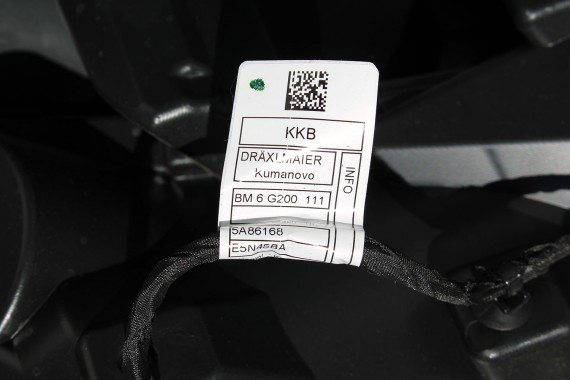 KKB
DRÄXLMAIER
Kumanovo
INFO
BM 6 G200 111
5A86168